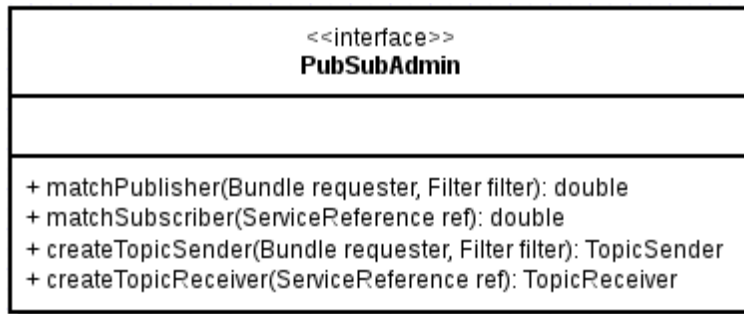 <<interface>>
PubSubAdmin
+ matchPublisher(Bundle requester, Filter filter): double
+ matchSubscriber(ServiceReference ref): double
+ createTopicSender(Bundle requester, Filter filter): TopicSender
+ createTopicReceiver(ServiceReference ref): TopicReceiver